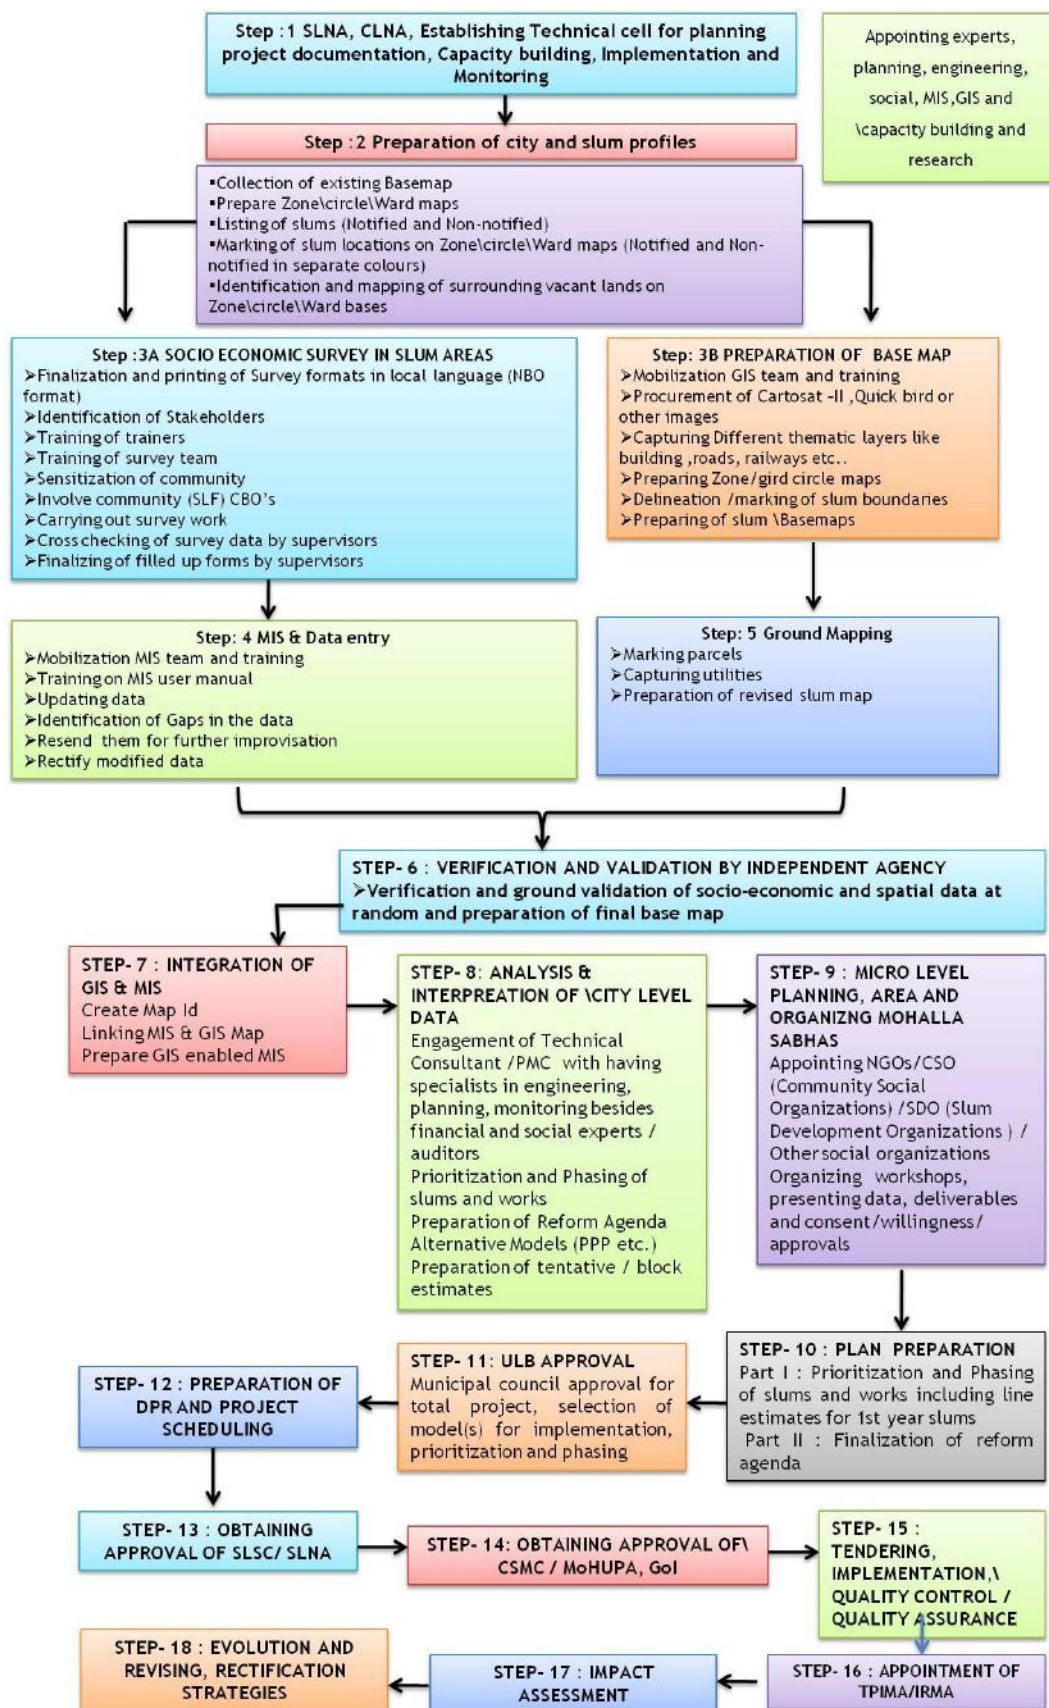 Step :1 SLNA, CLNA, Establishing Technical cell for planning
project documentation, Capacity building, Implementation and
Monitoring
Appointing experts,
planning, engineering,
social, MIS,GIS and
\capacity building and
research
Step :2 Preparation of city and slum profiles
▪Collection of existing Basemap
▪Prepare Zone\circle\Ward maps
▪Listing of slums (Notified and Non-notified)
▪Marking of slum locations on Zone\circle\Ward maps (Notified and Non-
notified in separate colours)
▪Identification and mapping of surrounding vacant lands on
Zone\circle\Ward bases
Step :3A SOCIO ECONOMIC SURVEY IN SLUM AREAS
➢Finalization and printing of Survey formats in local language (NBO
format)
➢Identification of Stakeholders
➢Training of trainers
➢Training of survey team
➢Sensitization of community
➢Involve community (SLF) CBO's
➢Carrying out survey work
➢Cross checking of survey data by supervisors
➢Finalizing of filled up forms by supervisors
Step: 3B PREPARATION OF BASE MAP
➢Mobilization GIS team and training
➢Procurement of Cartosat -II ,Quick bird or
other images
➢Capturing Different thematic layers like
building ,roads, railways etc..
➢Preparing Zone/gird circle maps
➢Delineation /marking of slum boundaries
➢Preparing of slum \Basemaps
Step: 4 MIS & Data entry
➢Mobilization MIS team and training
➢Training on MIS user manual
➢Updating data
➢Identification of Gaps in the data
➢Resend them for further improvisation
➢Rectify modified data
Step: 5 Ground Mapping
➢Marking parcels
➢Capturing utilities
➢Preparation of revised slum map
STEP- 6 : VERIFICATION AND VALIDATION BY INDEPENDENT AGENCY
➢Verification and ground validation of socio-economic and spatial data at
random and preparation of final base map
STEP- 7 : INTEGRATION OF
GIS & MIS
Create Map Id
Linking MIS & GIS Map
Prepare GIS enabled MIS
STEP- 8: ANALYSIS &
INTERPREATION OF \CITY LEVEL
DATA
Engagement of Technical
Consultant /PMC with having
specialists in engineering,
planning, monitoring besides
financial and social experts /
auditors
Prioritization and Phasing of
slums and works
Preparation of Reform Agenda
Alternative Models (PPP etc.)
Preparation of tentative / block
estimates
STEP- 9 : MICRO LEVEL
PLANNING, AREA AND
ORGANIZNG MOHALLA
SABHAS
Appointing NGOs/CSO
(Community Social
Organizations) /SDO (Slum
Development Organizations ) /
Other social organizations
Organizing workshops,
presenting data, deliverables
and consent/willingness/
approvals
STEP- 10 : PLAN PREPARATION
Part I : Prioritization and Phasing
of slums and works including line
estimates for 1st year slums
Part II : Finalization of reform
agenda
STEP- 11 : ULB APPROVAL
Municipal council approval for
total project, selection of
model(s) for implementation,
prioritization and phasing
STEP- 12 : PREPARATION OF
DPR AND PROJECT
SCHEDULING
STEP- 13 : OBTAINING
APPROVAL OF SLSC/ SLNA
STEP- 14: OBTAINING APPROVAL OF\
CSMC / MoHUPA, GoI
STEP- 15 :
TENDERING,
IMPLEMENTATION,\
QUALITY CONTROL /
QUALITY ASSURANCE
STEP- 16 : APPOINTMENT OF
TPIMA/IRMA
STEP- 17 : IMPACT
ASSESSMENT
STEP- 18 : EVOLUTION AND
REVISING, RECTIFICATION
STRATEGIES